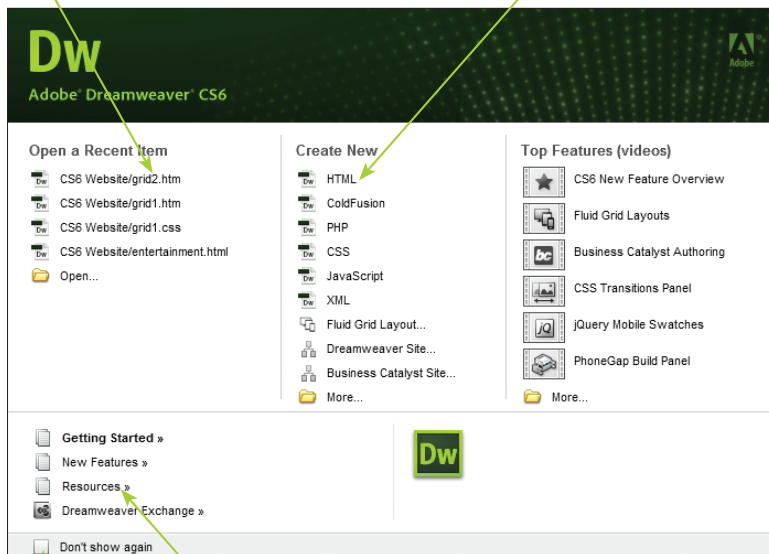 Dw
Adobe® Dreamweaver® CS6
Adobe®
Open a Recent Item
CS6 Website/grid2.htm
CS6 Website/grid1.htm
CS6 Website/grid1.css
CS6 Website/entertainment.html
Open...
Create New
HTML
ColdFusion
PHP
CSS
JavaScript
XML
Fluid Grid Layout...
Dreamweaver Site...
Business Catalyst Site...
More...
Top Features (videos)
CS6 New Feature Overview
Fluid Grid Layouts
bc
Business Catalyst Authoring
CSS Transitions Panel
jQ
jQuery Mobile Swatches
PhoneGap Build Panel
More...
Getting Started »
New Features »
Resources »
Dreamweaver Exchange »
Dw
Don't show again